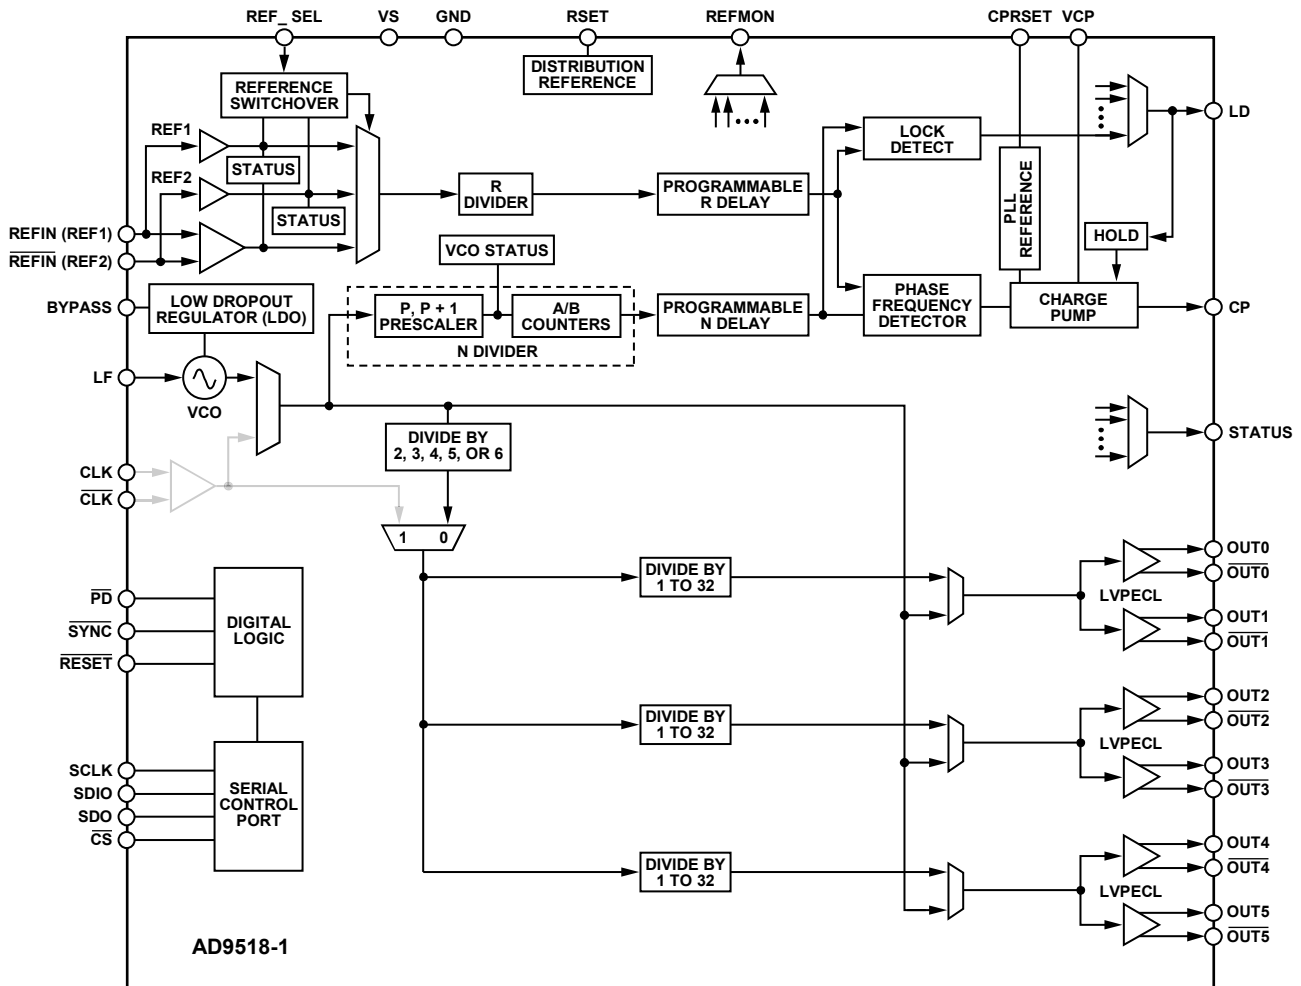 REF_ SEL
VS
GND
RSET
REFMON
CPRSET
VCP
DISTRIBUTION
REFERENCE
REFERENCE
SWITCHOVER
REF1
STATUS
REF2
STATUS
REFIN (REF1)
REFIN (REF2)
R
DIVIDER
PROGRAMMABLE
R DELAY
LOCK
DETECT
LD
PLL
REFERENCE
HOLD
VCO STATUS
BYPASS
LOW DROPOUT
REGULATOR (LDO)
P, P + 1
PRESCALER
A/B
COUNTERS
N DIVIDER
PROGRAMMABLE
N DELAY
PHASE
FREQUENCY
DETECTOR
CHARGE
PUMP
CP
LF
VCO
STATUS
DIVIDE BY
2, 3, 4, 5, OR 6
CLK
CLK
1 0
DIVIDE BY
1 TO 32
LVPECL
OUT0
OUT0
OUT1
OUT1
PD
SYNC
RESET
DIGITAL
LOGIC
DIVIDE BY
1 TO 32
LVPECL
OUT2
OUT2
OUT3
OUT3
SCLK
SDIO
SDO
CS
SERIAL
CONTROL
PORT
DIVIDE BY
1 TO 32
LVPECL
OUT4
OUT4
OUT5
OUT5
AD9518-1